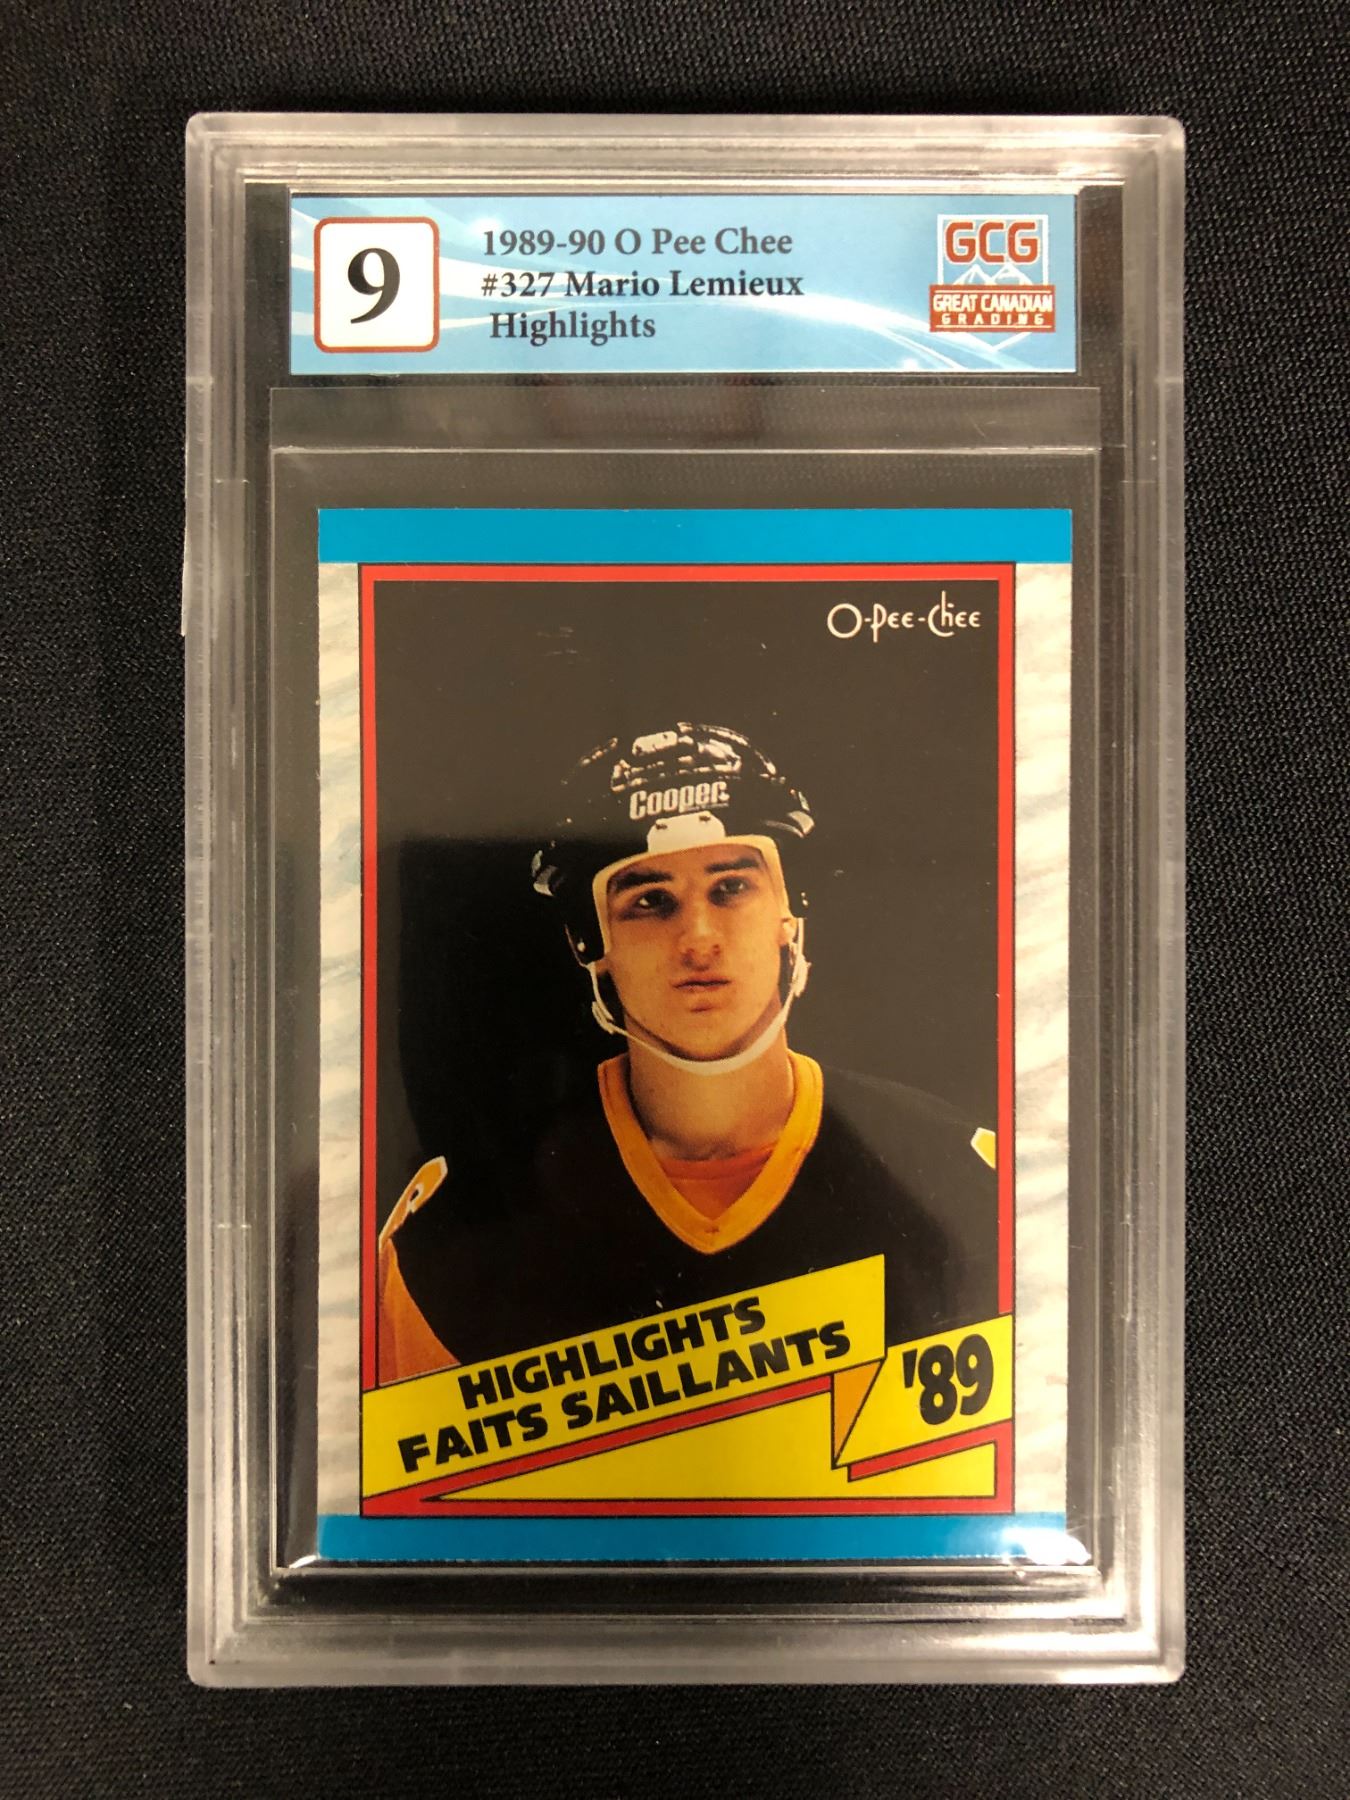 9
1989-90 O Pee Chee
#327 Mario Lemieux
Highlights
GCG
GREAT CANADIAN
GRADING
O-Pee-Chee
Cooper
HIGHLIGHTS
FAITS SAILLANTS
'89